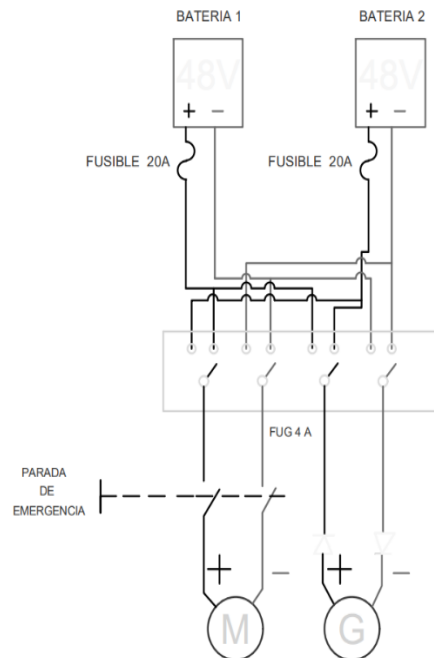 BATERIA 1
BATERIA 2
48V
48V
+ −
+ −
FUSIBLE 20A
FUSIBLE 20A
FUG 4 A
PARADA
DE
EMERGENCIA
+ −
+ −
M
G